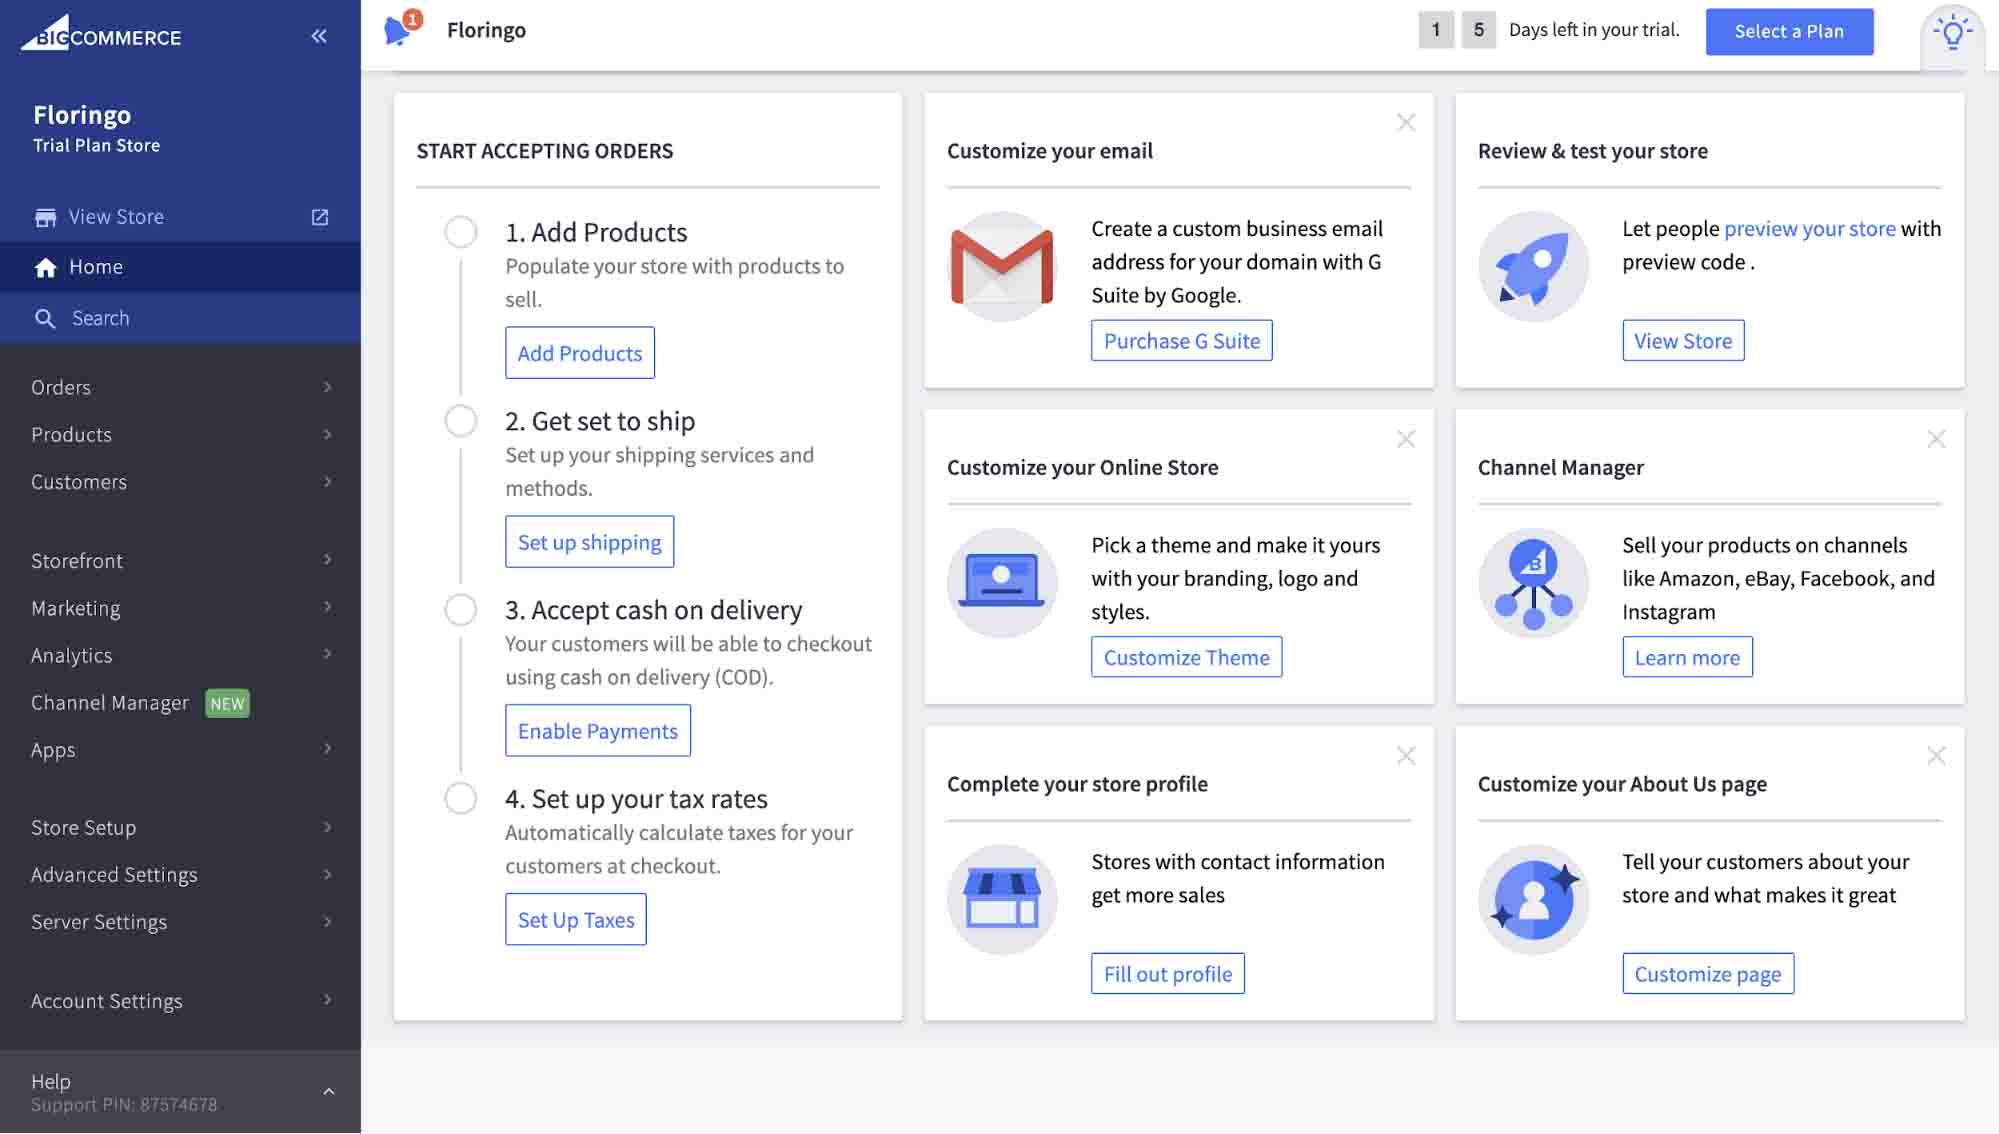 BIGCOMMERCE
Floringo
Trial Plan Store
View Store
Home
Search
Orders
Products
Customers
Storefront
Marketing
Analytics
Channel Manager NEW
Apps
Store Setup
Advanced Settings
Server Settings
Account Settings
Help
Support PIN: 87574678
1
Floringo
1 5 Days left in your trial.
Select a Plan
START ACCEPTING ORDERS
1. Add Products
Populate your store with products to
sell.
Add Products
2. Get set to ship
Set up your shipping services and
methods.
Set up shipping
3. Accept cash on delivery
Your customers will be able to checkout
using cash on delivery (COD).
Enable Payments
4. Set up your tax rates
Automatically calculate taxes for your
customers at checkout.
Set Up Taxes
Customize your email
Create a custom business email
address for your domain with G
Suite by Google.
Purchase G Suite
Review & test your store
Let people preview your store with
preview code .
View Store
Customize your Online Store
Pick a theme and make it yours
with your branding, logo and
styles.
Customize Theme
Channel Manager
B
Sell your products on channels
like Amazon, eBay, Facebook, and
Instagram
Learn more
Complete your store profile
Stores with contact information
get more sales
Fill out profile
Customize your About Us page
Tell your customers about your
store and what makes it great
Customize page